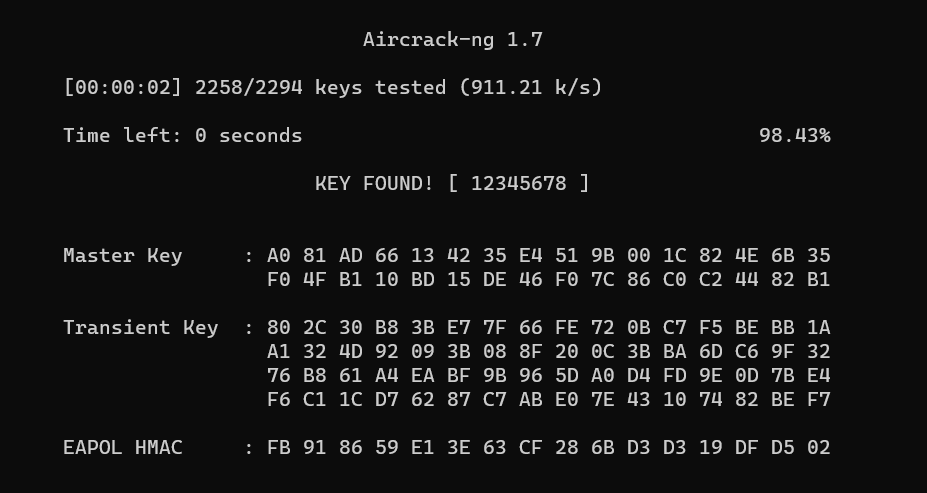 Aircrack-ng 1.7
[00:00:02] 2258/2294 keys tested (911.21 k/s)
Time left: 0 seconds 98.43%
KEY FOUND! [ 12345678 ]
Master Key : A0 81 AD 66 13 42 35 E4 51 9B 00 1C 82 4E 6B 35
F0 4F B1 10 BD 15 DE 46 F0 7C 86 C0 C2 44 82 B1
Transient Key : 80 2C 30 B8 3B E7 7F 66 FE 72 0B C7 F5 BE BB 1A
A1 32 4D 92 09 3B 08 8F 20 0C 3B BA 6D C6 9F 32
76 B8 61 A4 EA BF 9B 96 5D A0 D4 FD 9E 0D 7B E4
F6 C1 1C D7 62 87 C7 AB E0 7E 43 10 74 82 BE F7
EAPOL HMAC : FB 91 86 59 E1 3E 63 CF 28 6B D3 D3 19 DF D5 02